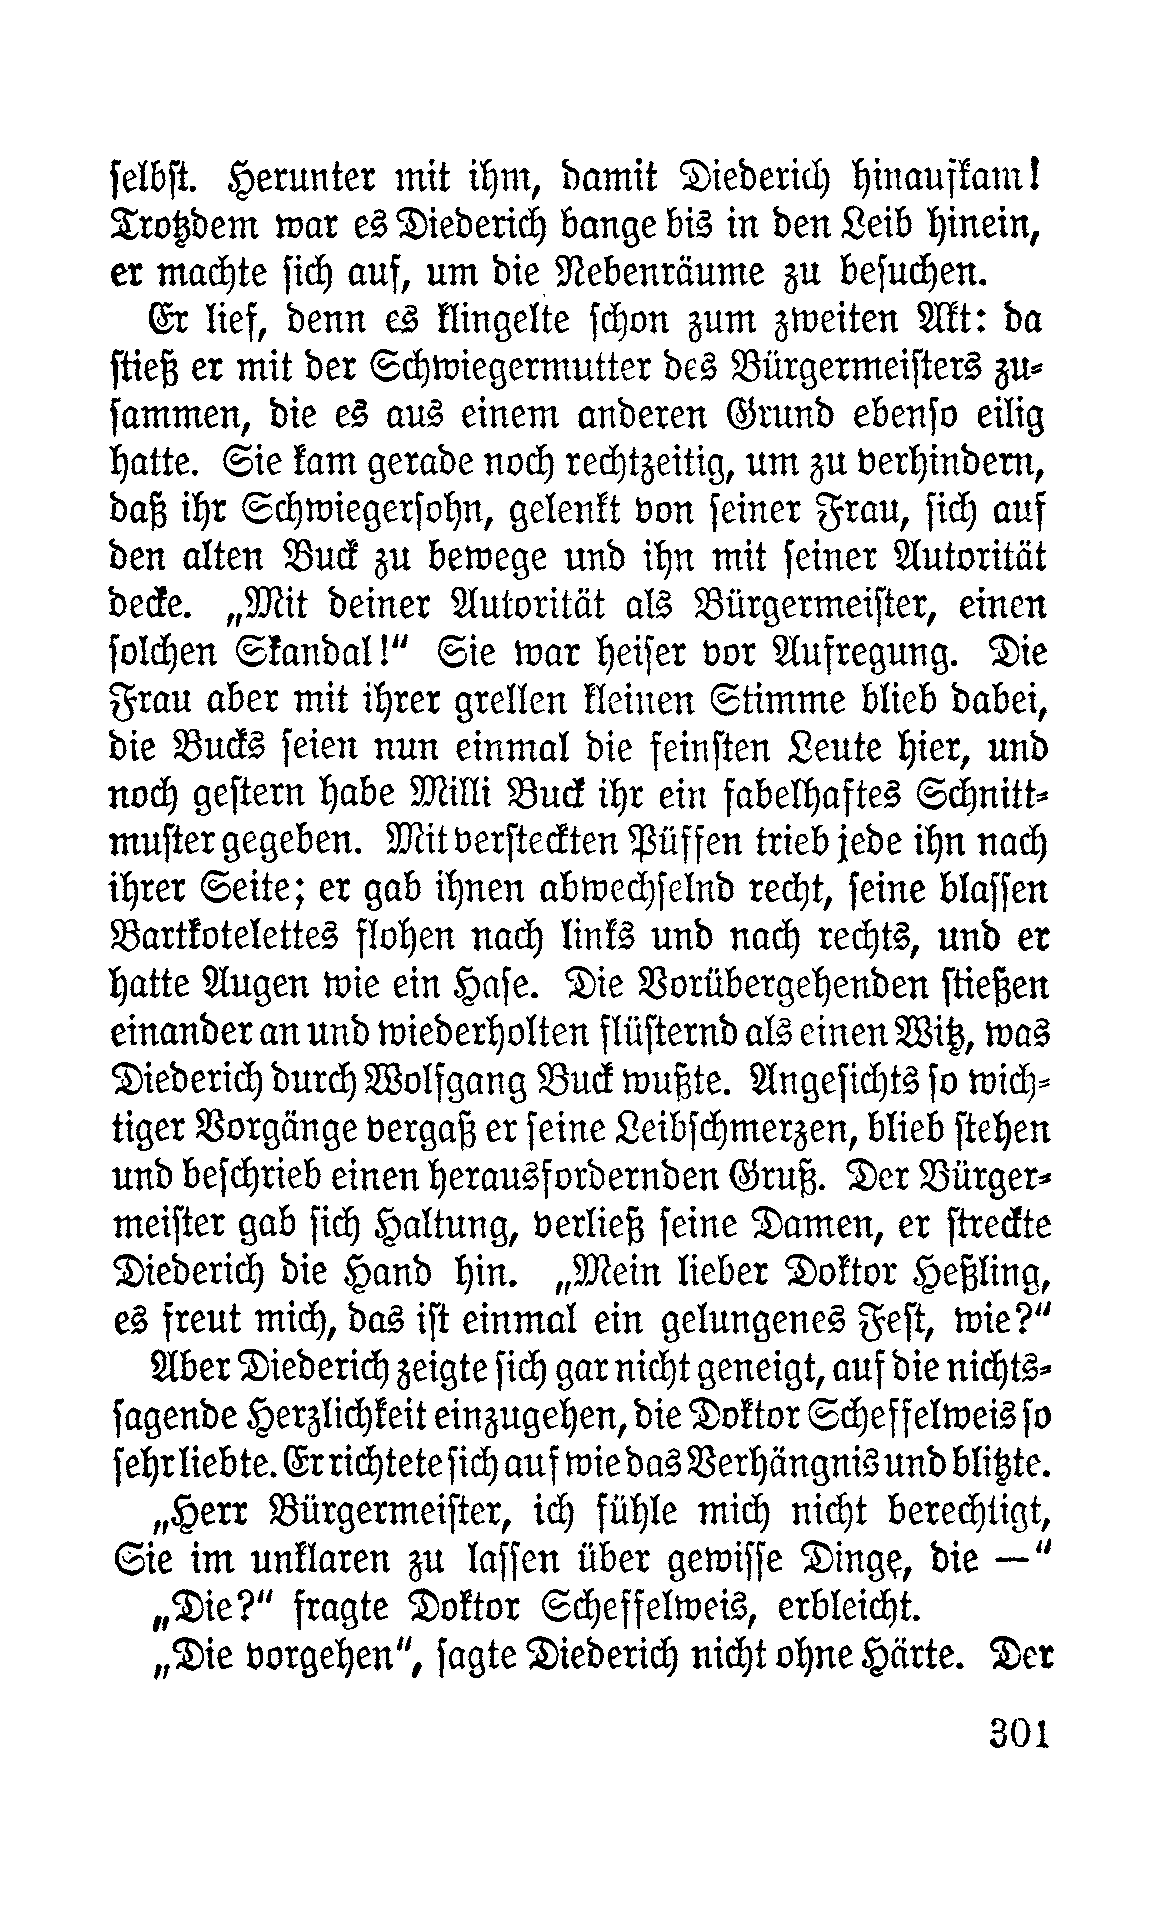 selbst. Herunter mit ihm, damit Diederich hinaufkam!
Trotzdem war es Diederich bange bis in den Leib hinein,
er machte sich auf, um die Nebenräume zu besuchen.
Er lief, denn es klingelte schon zum zweiten Akt: da
stieß er mit der Schwiegermutter des Bürgermeisters zu-
sammen, die es aus einem anderen Grund ebenso eilig
hatte. Sie kam gerade noch rechtzeitig, um zu verhindern,
daß ihr Schwiegersohn, gelenkt von seiner Frau, sich auf
den alten Buck zu bewege und ihn mit seiner Autorität
decke. „Mit deiner Autorität als Bürgermeister, einen
solchen Skandal!“ Sie war heiser vor Aufregung. Die
Frau aber mit ihrer grellen kleinen Stimme blieb dabei,
die Bucks seien nun einmal die feinsten Leute hier, und
noch gestern habe Milli Buck ihr ein fabelhaftes Schnitt-
muster gegeben. Mit versteckten Püffen trieb jede ihn nach
ihrer Seite; er gab ihnen abwechselnd recht, seine blassen
Bartkotelettes flohen nach links und nach rechts, und er
hatte Augen wie ein Hase. Die Vorübergehenden stießen
einander an und wiederholten flüsternd als einen Witz, was
Diederich durch Wolfgang Buck wußte. Angesichts so wich-
tiger Vorgänge vergaß er seine Leibschmerzen, blieb stehen
und beschrieb einen herausfordernden Gruß. Der Bürger-
meister gab sich Haltung, verließ seine Damen, er streckte
Diederich die Hand hin. „Mein lieber Doktor Heßling,
es freut mich, das ist einmal ein gelungenes Fest, wie?“
Aber Diederich zeigte sich gar nicht geneigt, auf die nichts-
sagende Herzlichkeit einzugehen, die Doktor Scheffelweis so
sehr liebte. Er richtete sich auf wie das Verhängnis und blitzte.
„Herr Bürgermeister, ich fühle mich nicht berechtigt,
Sie im unklaren zu lassen über gewisse Dinge, die —“
„Die?“ fragte Doktor Scheffelweis, erbleicht.
„Die vorgehen“, sagte Diederich nicht ohne Härte. Der
301